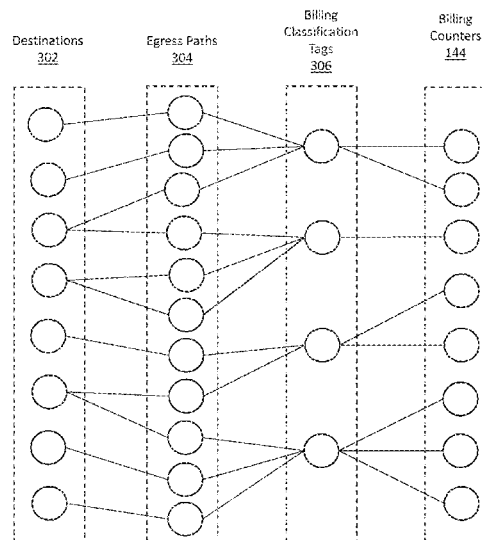 Destinations
302
Egress Paths
304
Billing
Classification
Tags
306
Billing
Counters
144